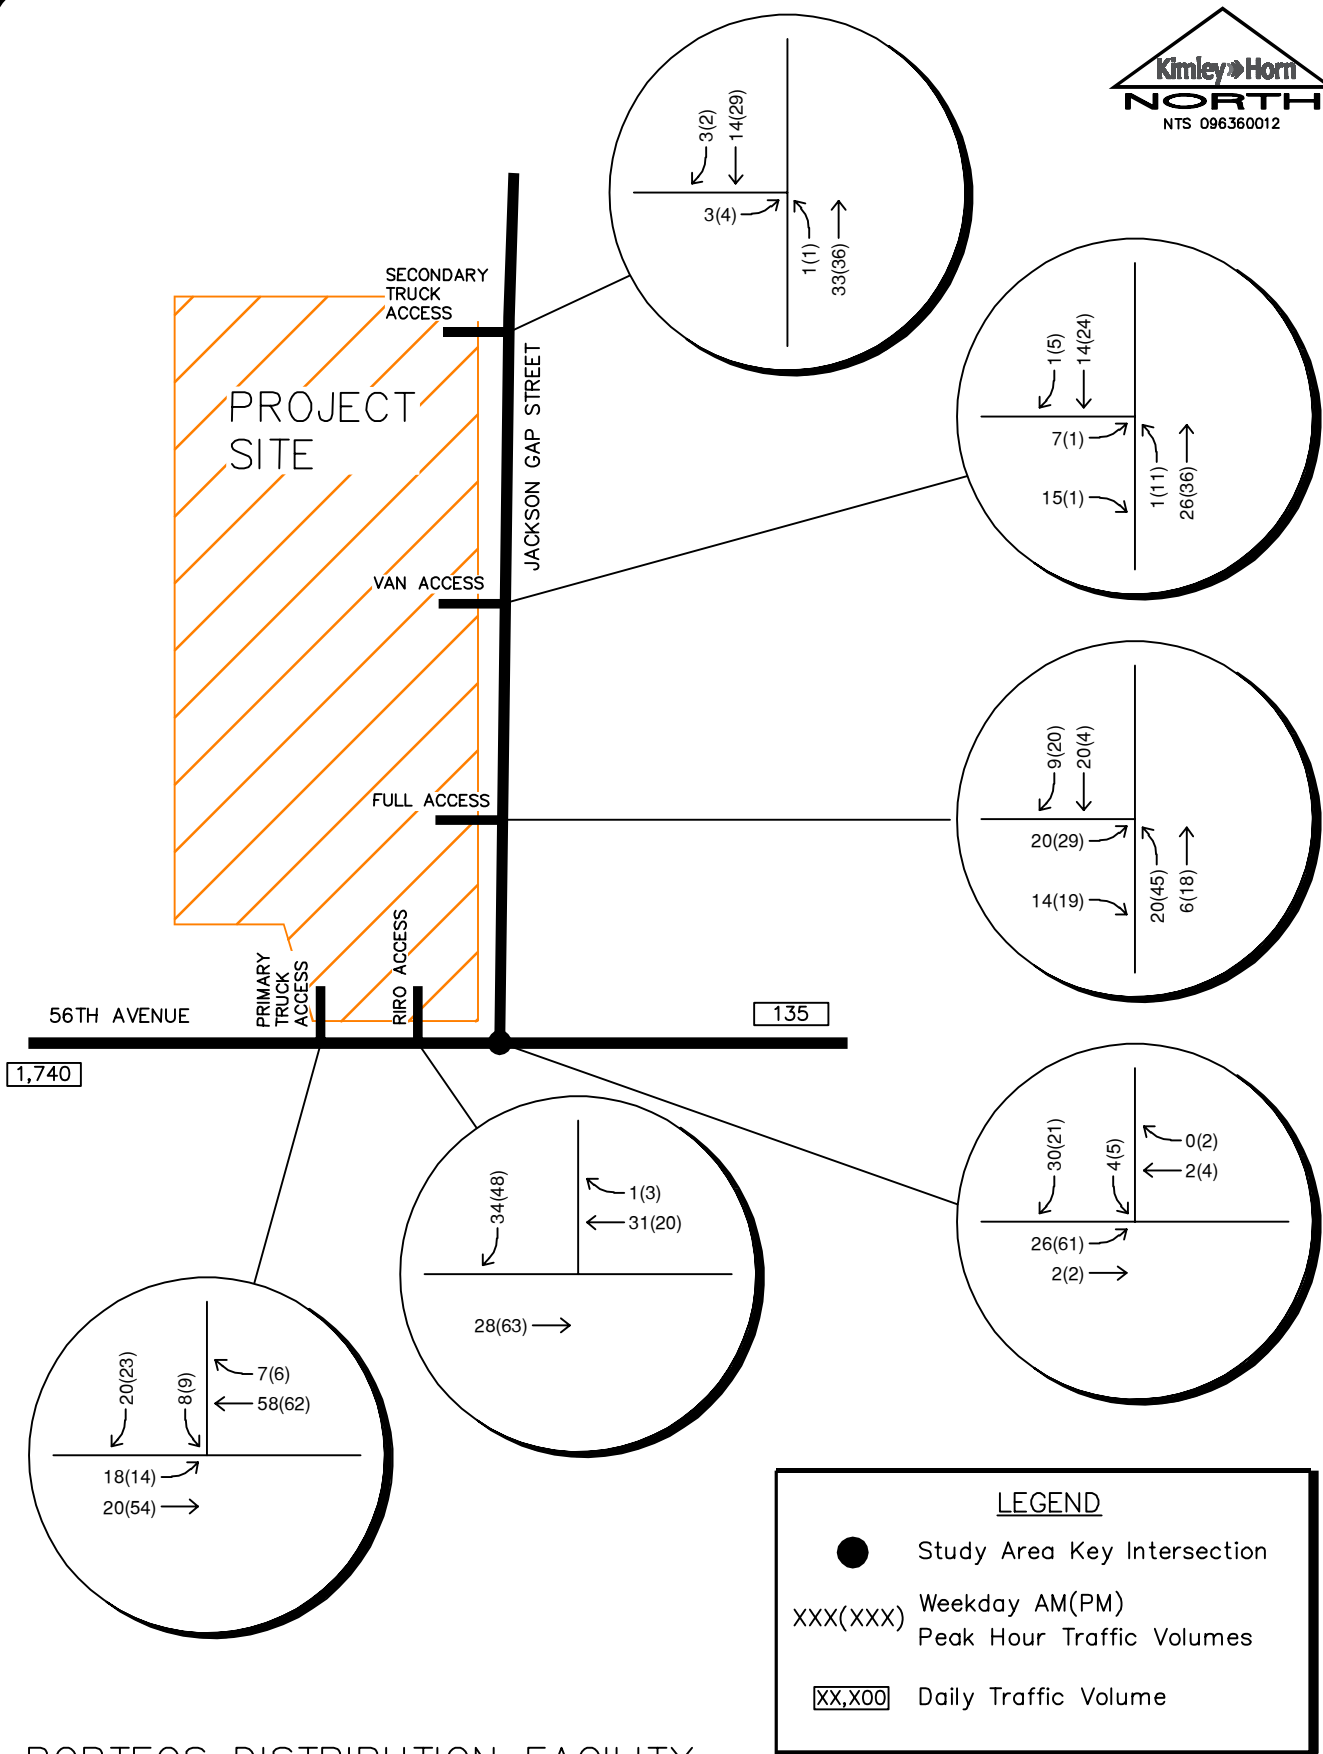 Kimley»Horn
NORTH
NTS 096360012
3(2)
14(29)
3(4)
1(1)
33(36)
SECONDARY
TRUCK
ACCESS
PROJECT
SITE
JACKSON GAP STREET
1(5)
14(24)
7(1)
15(1)
1(11)
26(36)
VAN ACCESS
FULL ACCESS
9(20)
20(4)
20(29)
14(19)
20(45)
6(18)
PRIMARY
TRUCK
ACCESS
RIRO ACCESS
56TH AVENUE
135
1,740
30(21)
4(5)
0(2)
2(4)
26(61)
2(2)
34(48)
1(3)
31(20)
28(63)
20(23)
8(9)
7(6)
58(62)
18(14)
20(54)
LEGEND
Study Area Key Intersection
XXX(XXX) Weekday AM(PM)
Peak Hour Traffic Volumes
XX,X00 Daily Traffic Volume
PORTEOS DISTRIBUTION FACILITY